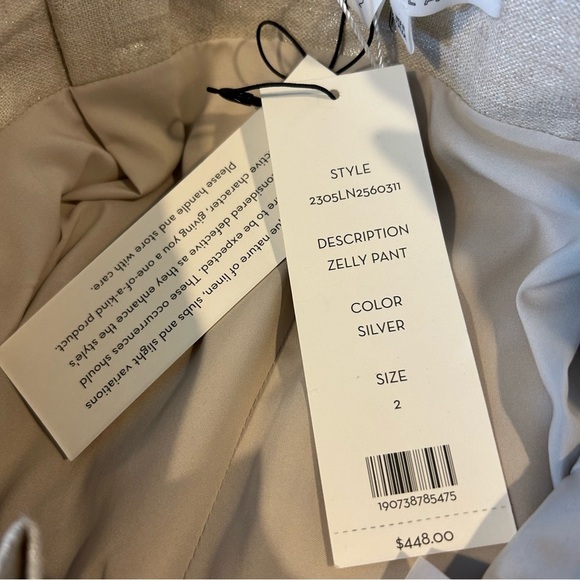 STYLE
2305LN2560311
DESCRIPTION
ZELLY PANT
COLOR
SILVER
SIZE
2
190738785475
$448.00
nature of linen, slubs and slight variations
to be expected. These occurrences should
considered defective as they enhance the style's
character, giving you a one-of-a-kind product
Please handle and store with care.